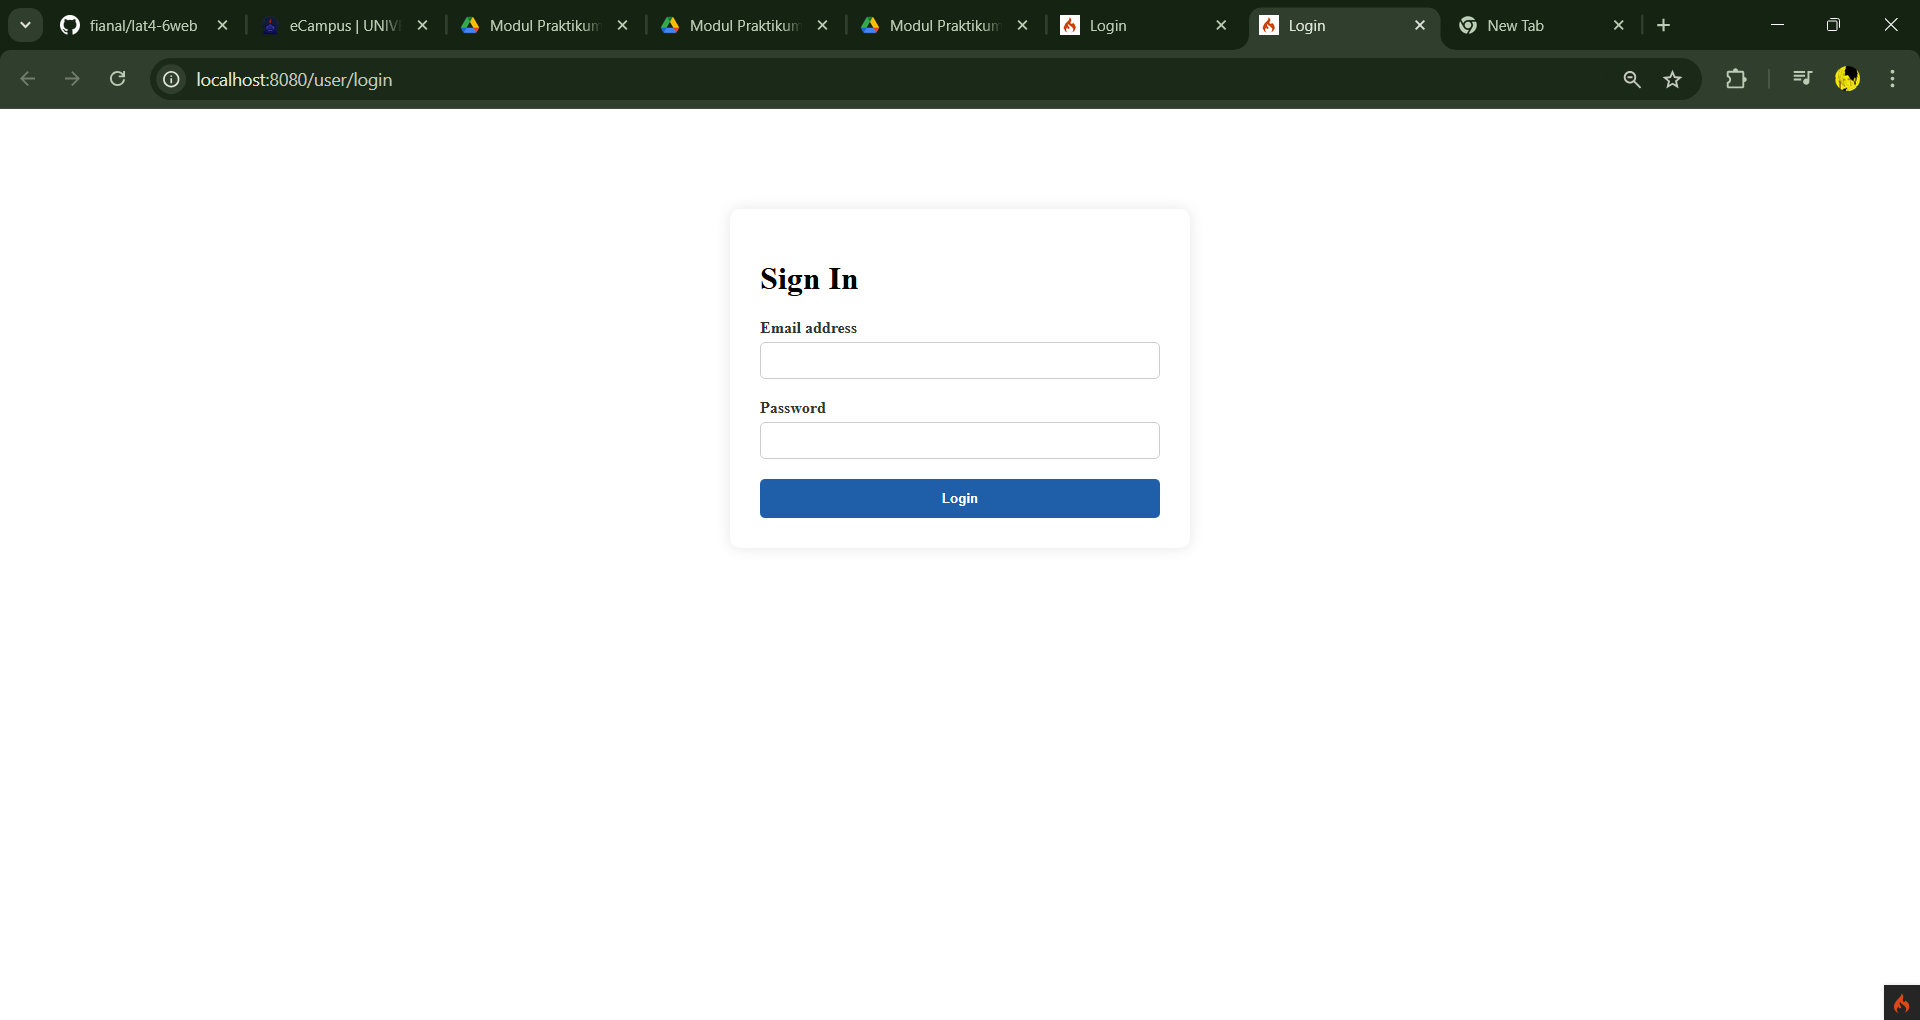 fianal/lat4-6web
eCampus | UNIV
Modul Praktikum
Modul Praktikum
Modul Praktikum
Login
Login
New Tab
localhost:8080/user/login
Sign In
Email address
Password
Login